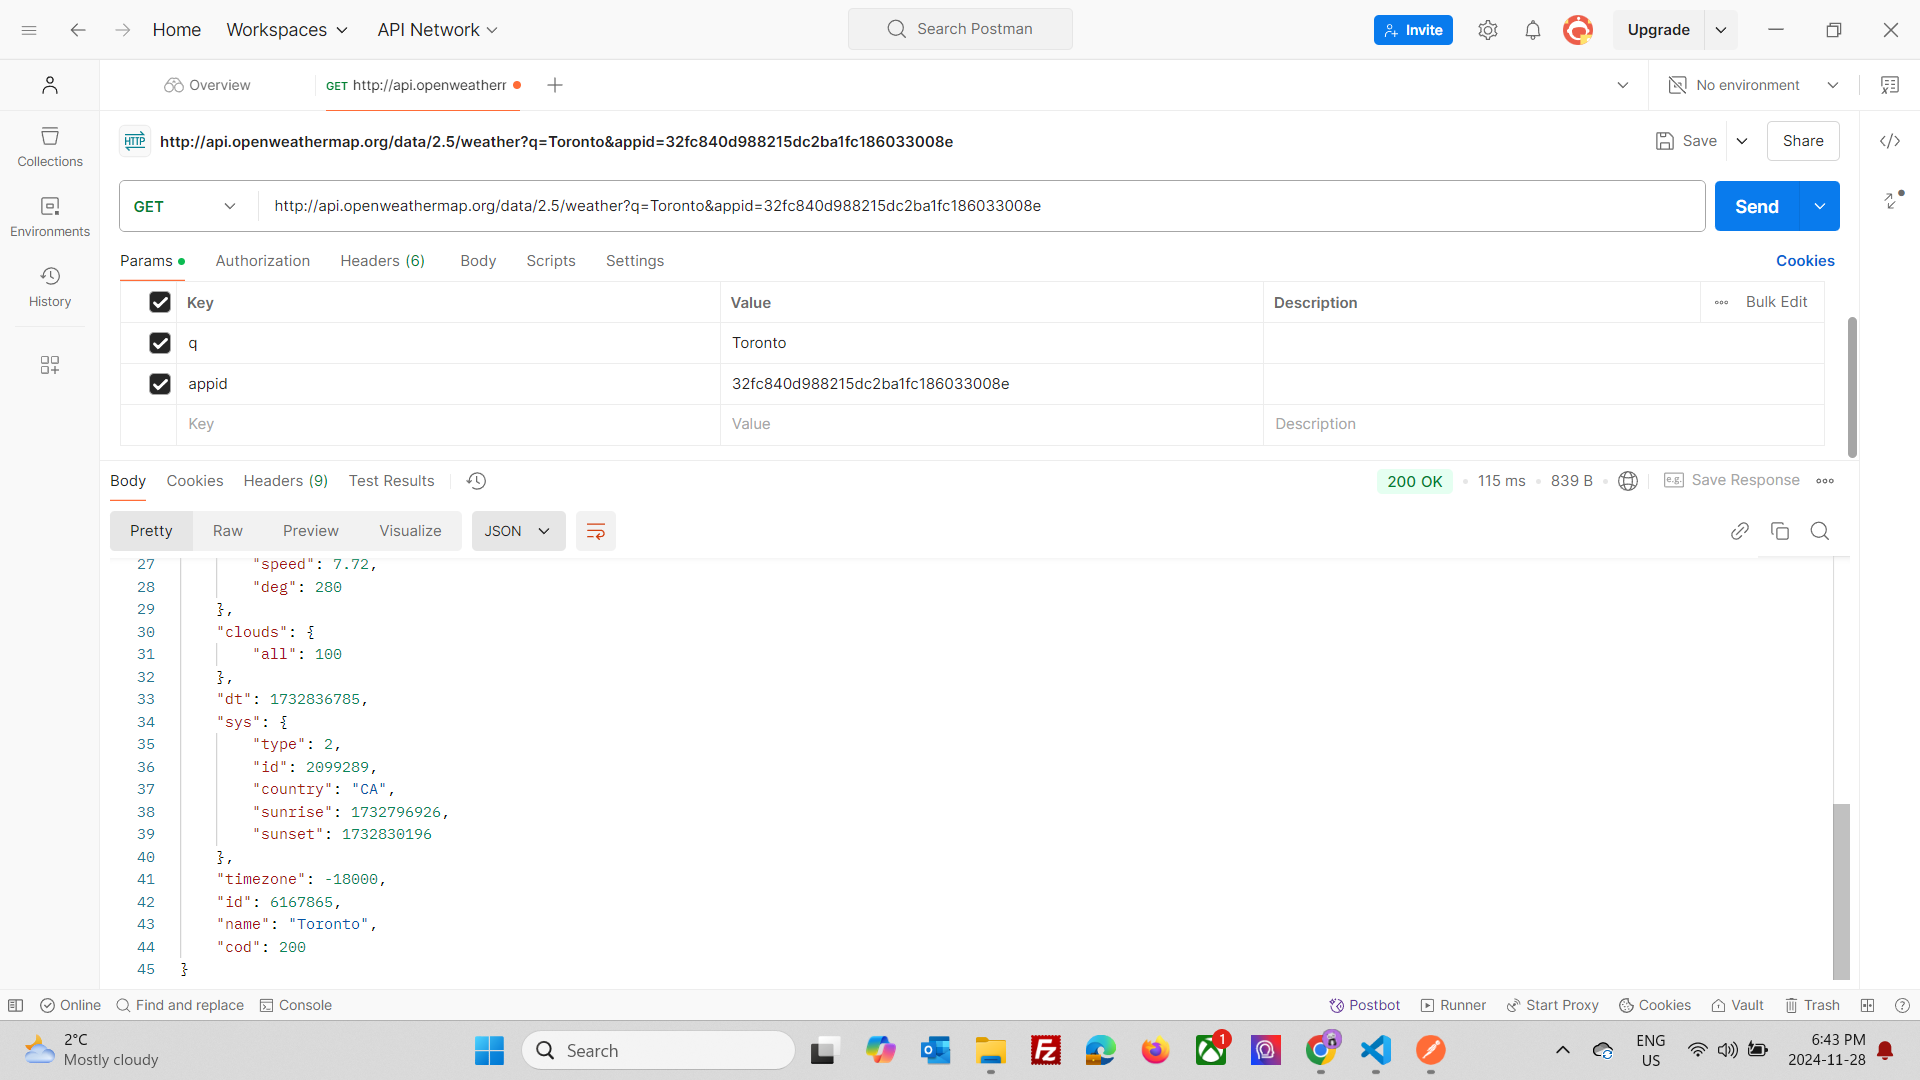 Home Workspaces API Network Search Postman Invite Upgrade
Overview GET http://api.openweatherr No environment
HTTP http://api.openweathermap.org/data/2.5/weather?q=Toronto&appid=32fc840d988215dc2ba1fc186033008e Save Share
Collections
Environments
History
GET http://api.openweathermap.org/data/2.5/weather?q=Toronto&appid=32fc840d988215dc2ba1fc186033008e Send
Params Authorization Headers (6) Body Scripts Settings Cookies
Key Value Description Bulk Edit
q Toronto
appid 32fc840d988215dc2ba1fc186033008e
Key Value Description
Body Cookies Headers (9) Test Results 200 OK 115 ms 839 B e.g. Save Response
Pretty Raw Preview Visualize JSON
27 "speed": 7.72,
28 "deg": 280
29 },
30 "clouds": {
31 "all": 100
32 },
33 "dt": 1732836785,
34 "sys": {
35 "type": 2,
36 "id": 2099289,
37 "country": "CA",
38 "sunrise": 1732796926,
39 "sunset": 1732830196
40 },
41 "timezone": -18000,
42 "id": 6167865,
43 "name": "Toronto",
44 "cod": 200
45 }
Online Find and replace Console Postbot Runner Start Proxy Cookies Vault Trash
2°C
Mostly cloudy
Search
Fz
1
ENG
US
6:43 PM
2024-11-28